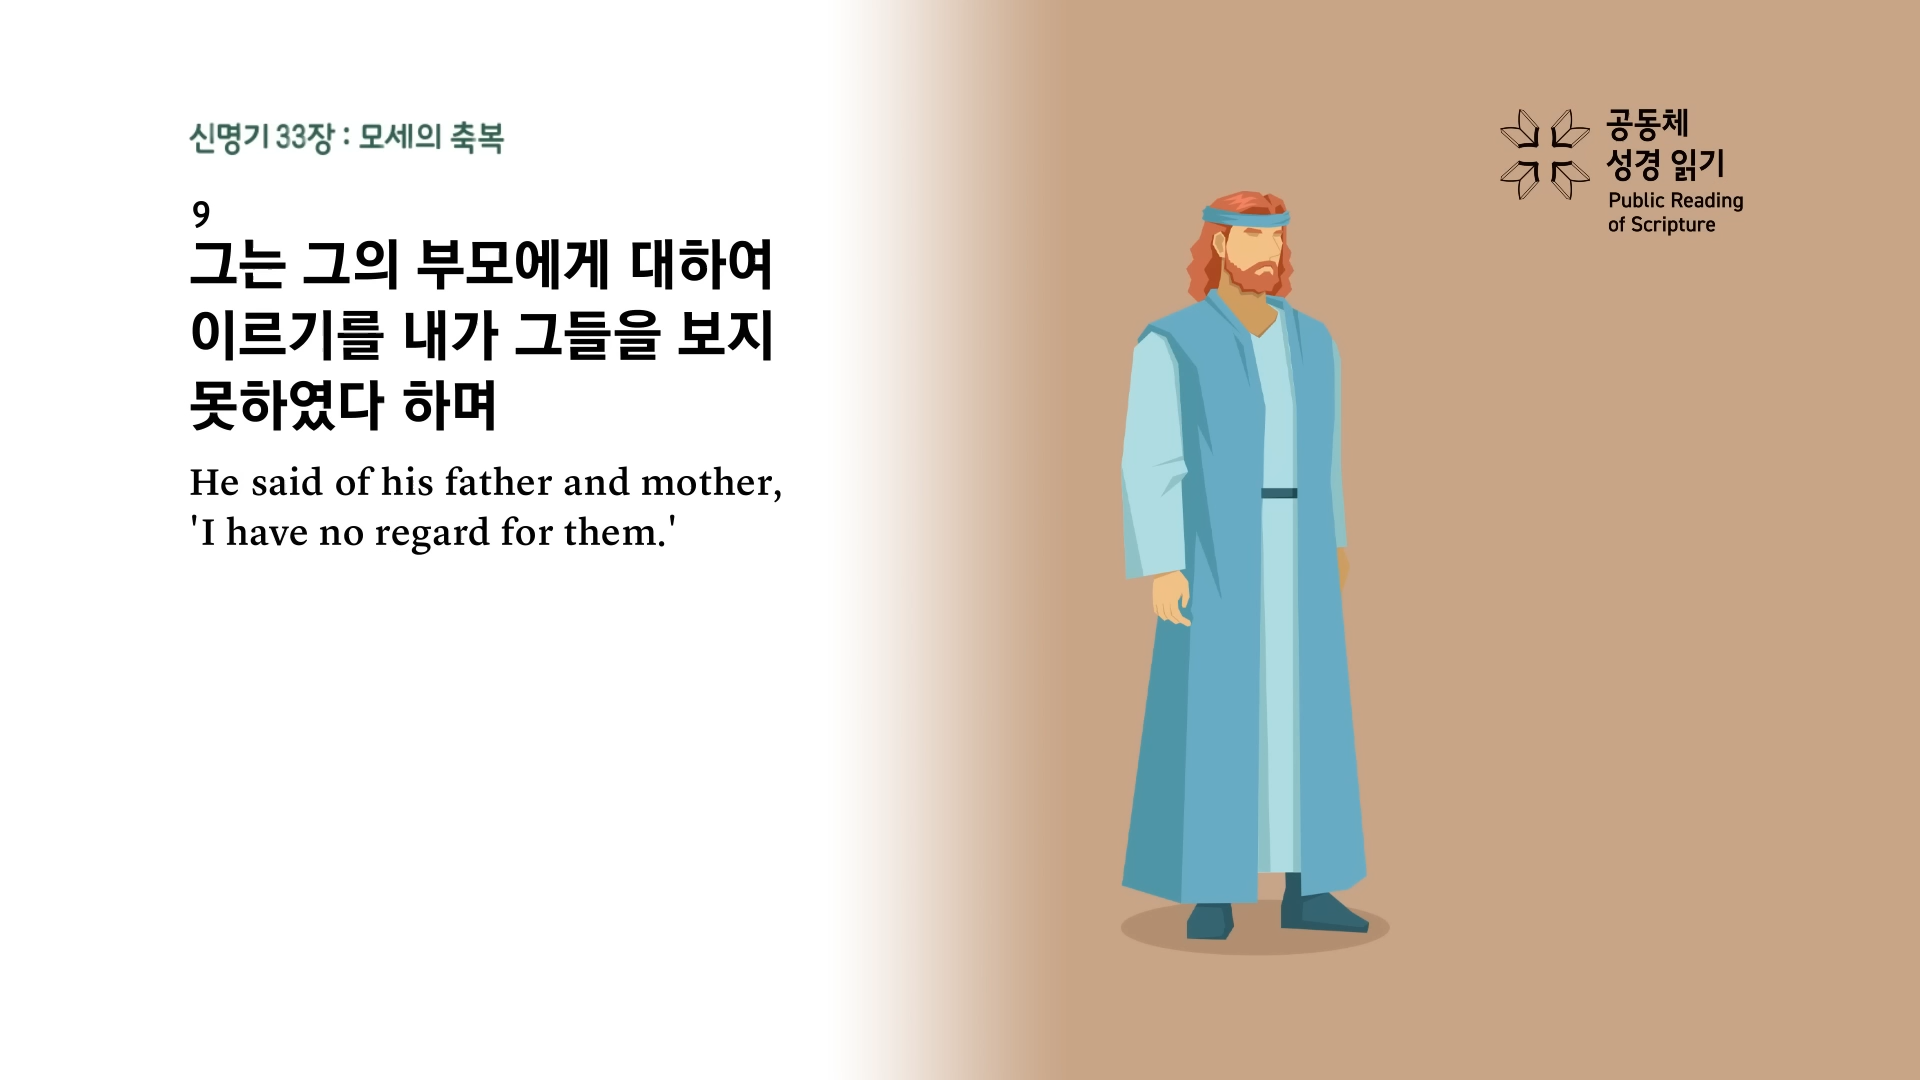 신명기 33장 : 모세의 축복
9
그는 그의 부모에게 대하여
이르기를 내가 그들을 보지
못하였다 하며
He said of his father and mother,
'I have no regard for them.'
공동체
성경 읽기
Public Reading
of Scripture